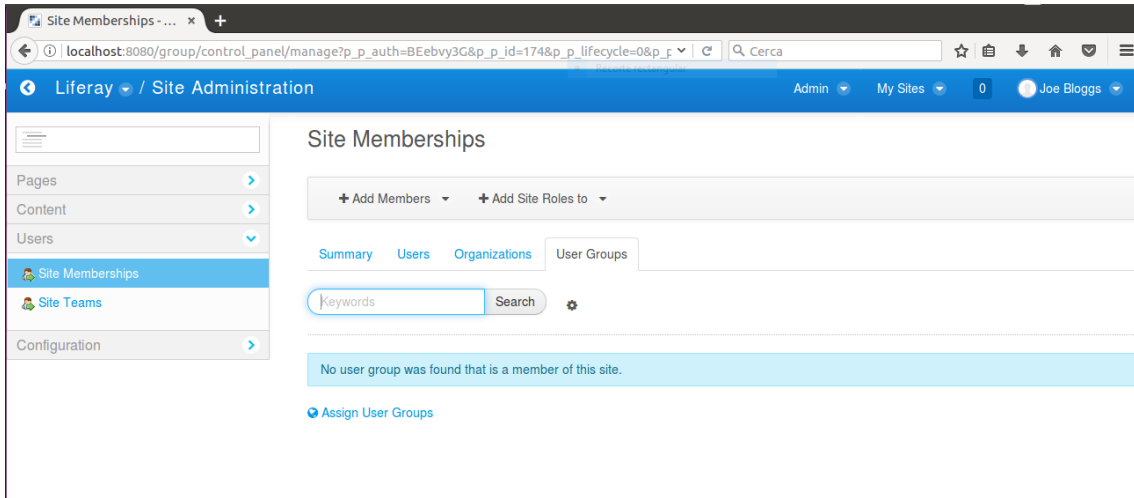 Site Memberships - ... × +
localhost:8080/group/control_panel/manage?p_p_auth=BEebvy3G&p_p_id=174&p_p_lifecycle=0&p_p Cerca
Recorte rectangular
Liferay / Site Administration Admin My Sites 0 Joe Bloggs
Site Memberships
Pages
+ Add Members + Add Site Roles to
Content
Users
Summary Users Organizations User Groups
Site Memberships
Site Teams
Keywords Search
Configuration
No user group was found that is a member of this site.
Assign User Groups